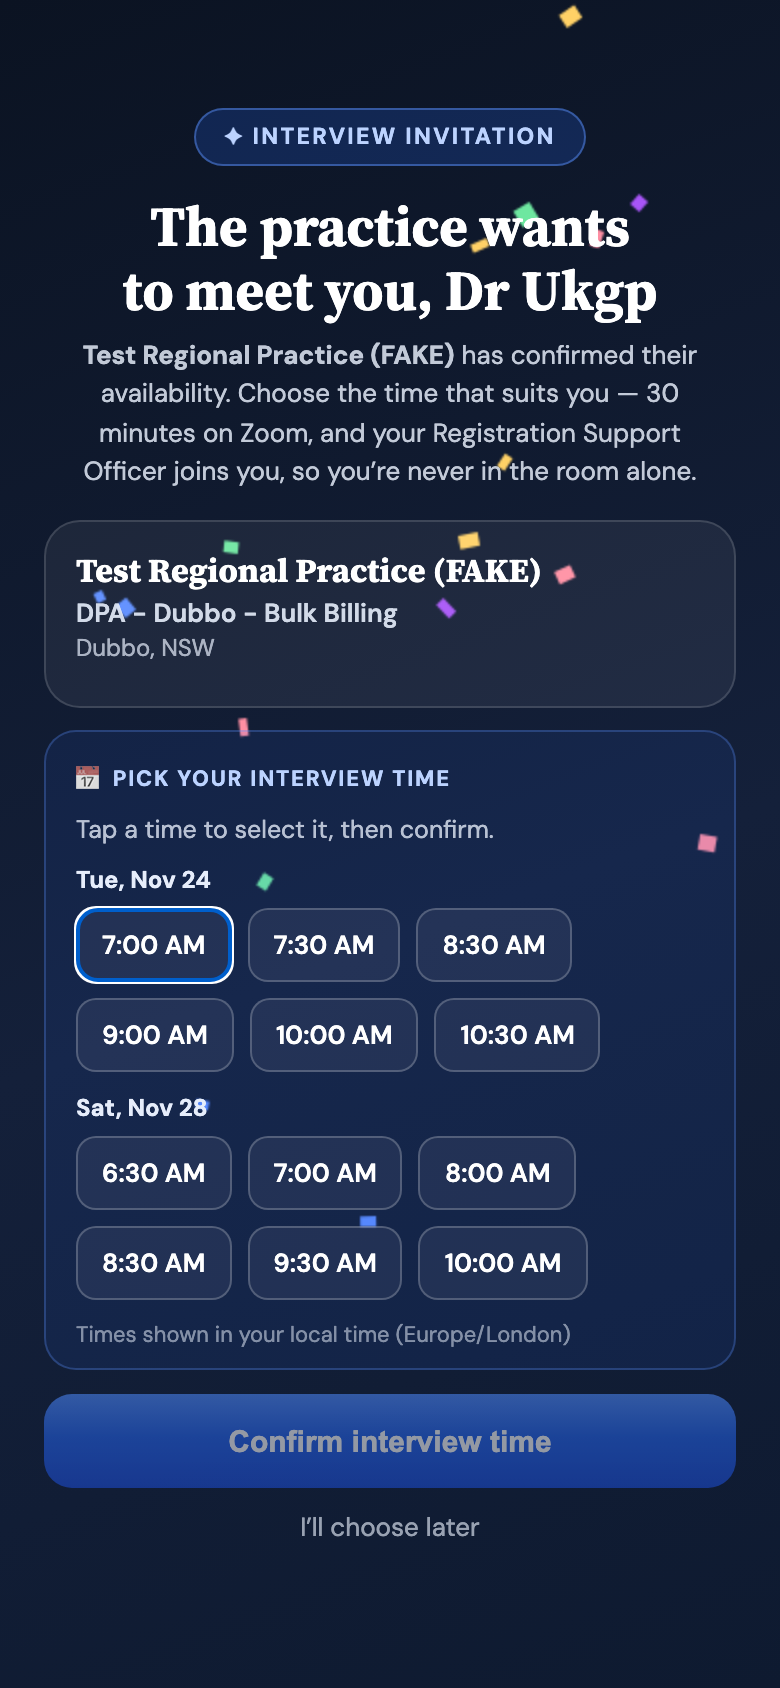 ✦ INTERVIEW INVITATION
The practice wants
to meet you, Dr Ukgp
Test Regional Practice (FAKE) has confirmed their
availability. Choose the time that suits you — 30
minutes on Zoom, and your Registration Support
Officer joins you, so you’re never in the room alone.
Test Regional Practice (FAKE)
DPA - Dubbo - Bulk Billing
Dubbo, NSW
17 PICK YOUR INTERVIEW TIME
Tap a time to select it, then confirm.
Tue, Nov 24
7:00 AM 7:30 AM 8:30 AM
9:00 AM 10:00 AM 10:30 AM
Sat, Nov 28
6:30 AM 7:00 AM 8:00 AM
8:30 AM 9:30 AM 10:00 AM
Times shown in your local time (Europe/London)
Confirm interview time
I’ll choose later